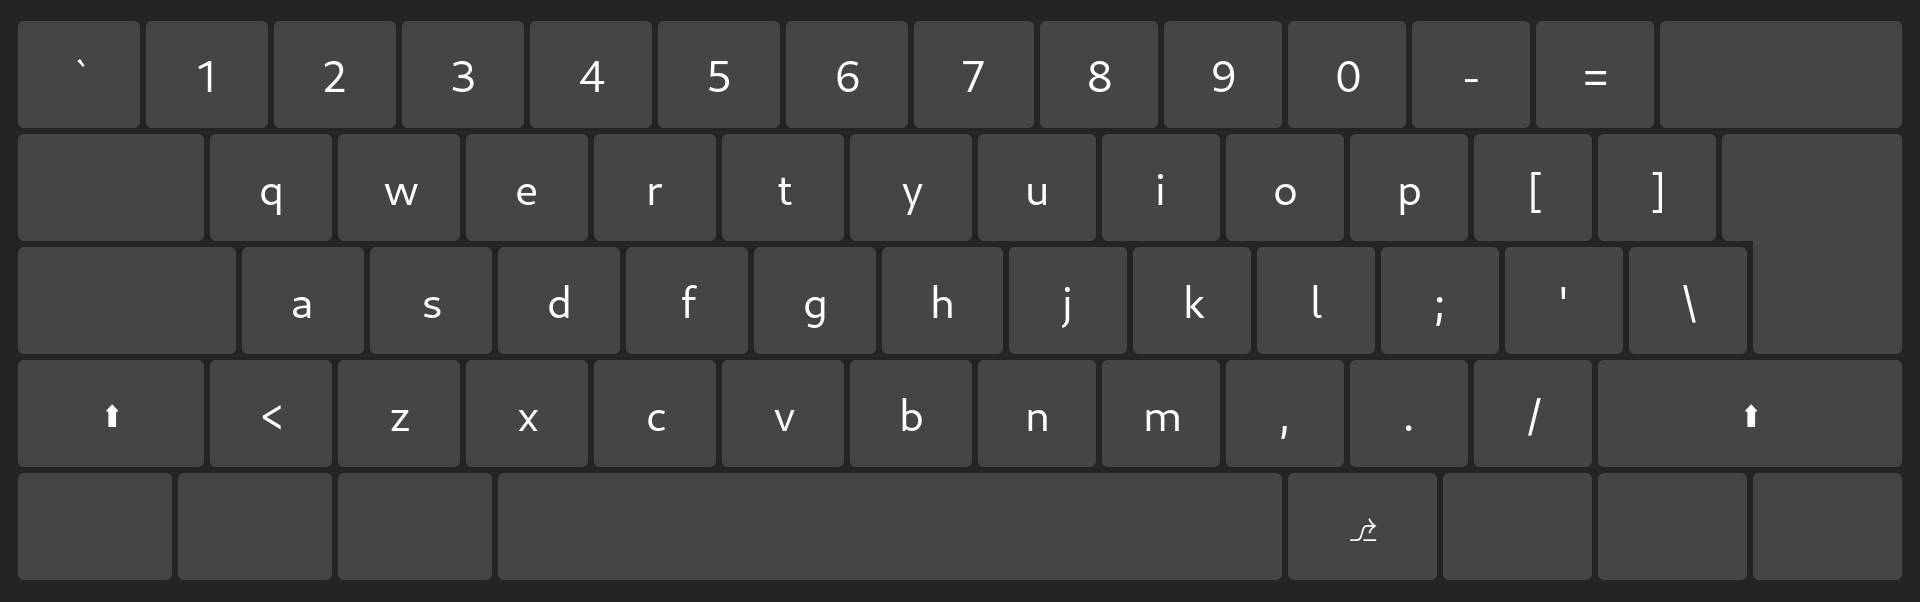 ` 1 2 3 4 5 6 7 8 9 0 - =
q w e r t y u i o p [ ]
a s d f g h j k l ; ' \
⬆ < z x c v b n m , . / ⬆
⎇